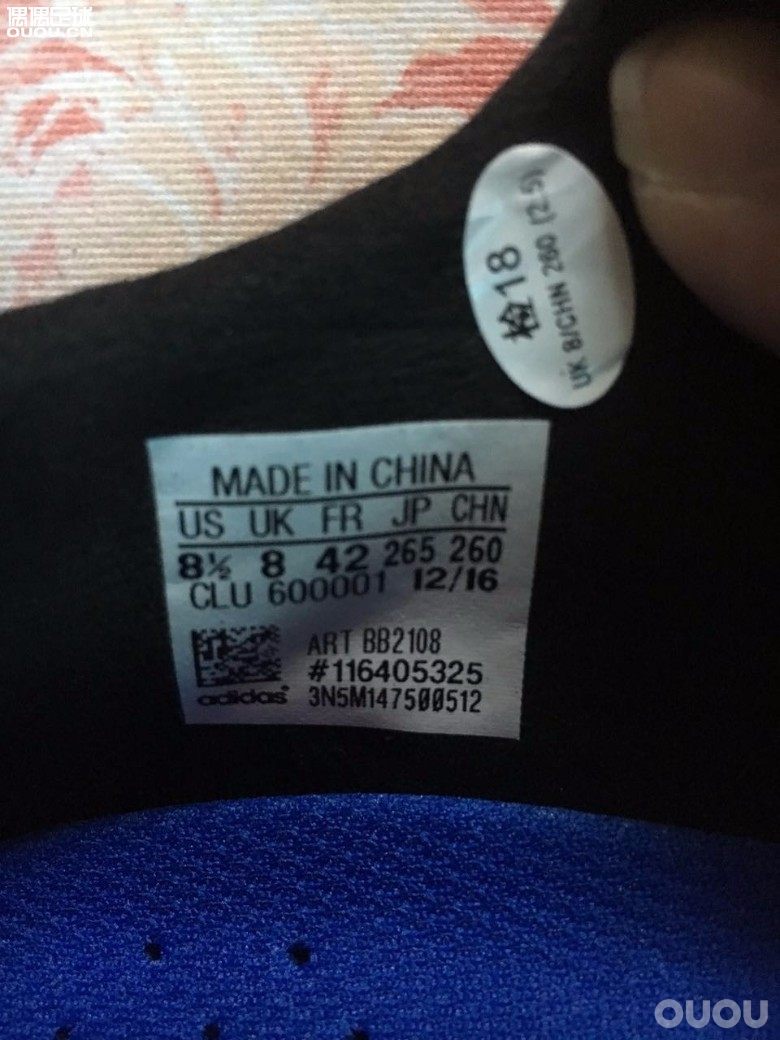 偶偶足球
OUOU.CN
检18
UK 8/CHN 260 (2.5)
MADE IN CHINA
US UK FR JP CHN
8½ 8 42 265 260
CLU 600001 12/16
ART BB2108
#116405325
adidas 3N5M147500512
OUOU